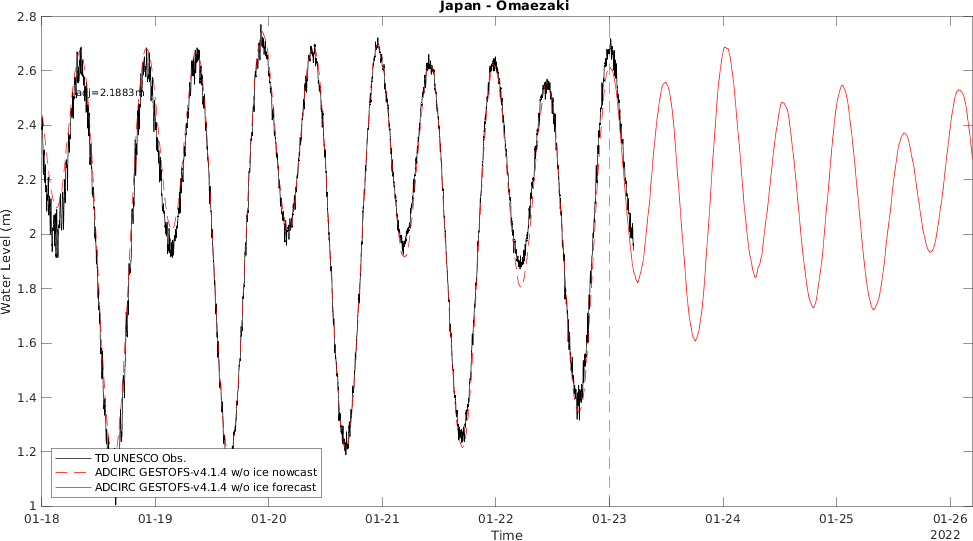 Japan - Omaezaki
2.8
2.6
2.4
2.2
2
1.8
1.6
1.4
1.2
1
Water Level (m)
adj=2.1883m
TD UNESCO Obs.
ADCIRC GESTOFS-v4.1.4 w/o ice nowcast
ADCIRC GESTOFS-v4.1.4 w/o ice forecast
01-18 01-19 01-20 01-21 01-22 01-23 01-24 01-25 01-26
Time
2022